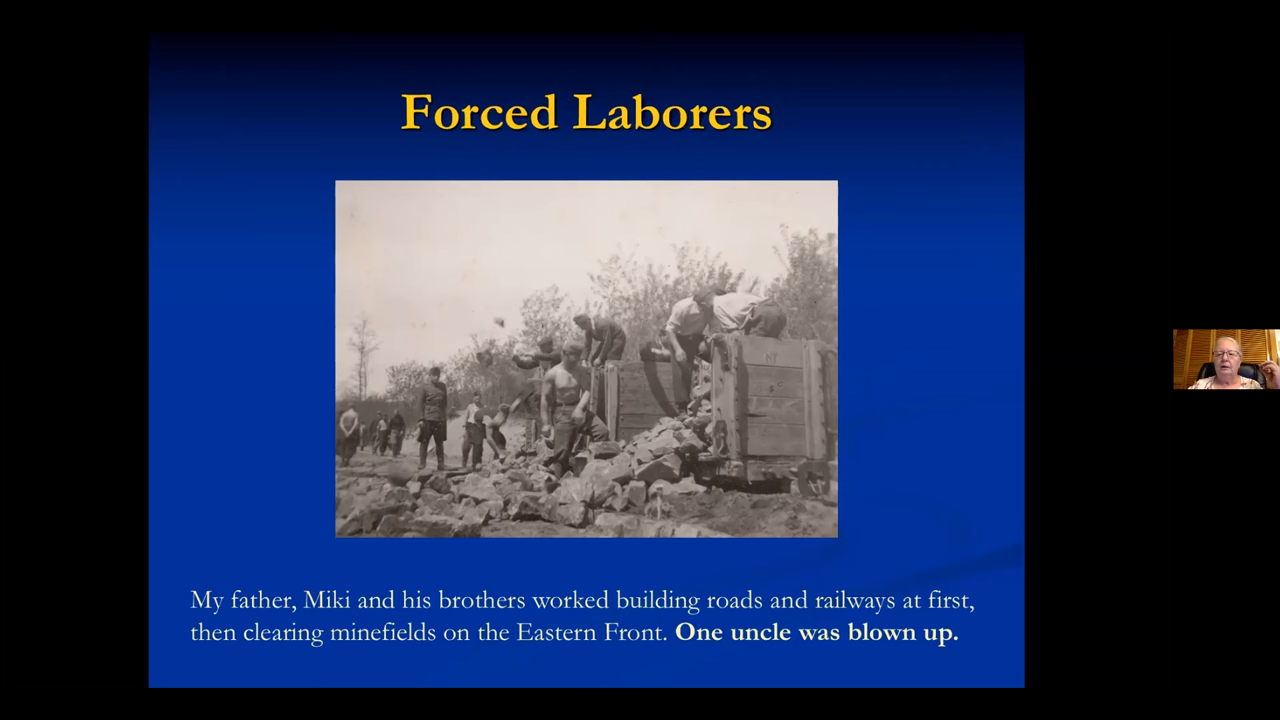 Forced Laborers
My father, Miki and his brothers worked building roads and railways at first,
then clearing minefields on the Eastern Front. One uncle was blown up.